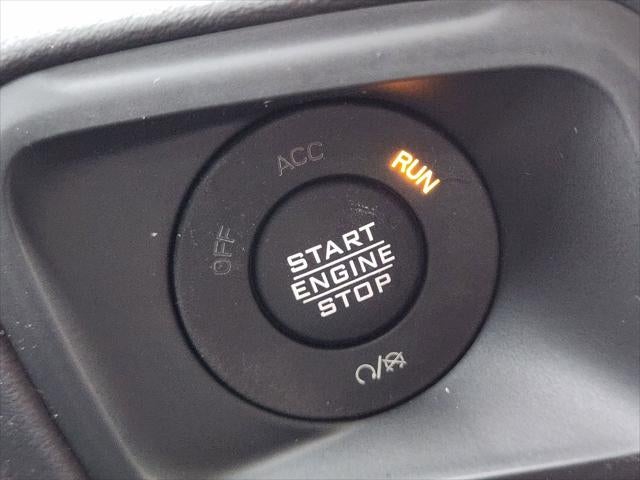 ACC
RUN
OFF
START
ENGINE
STOP